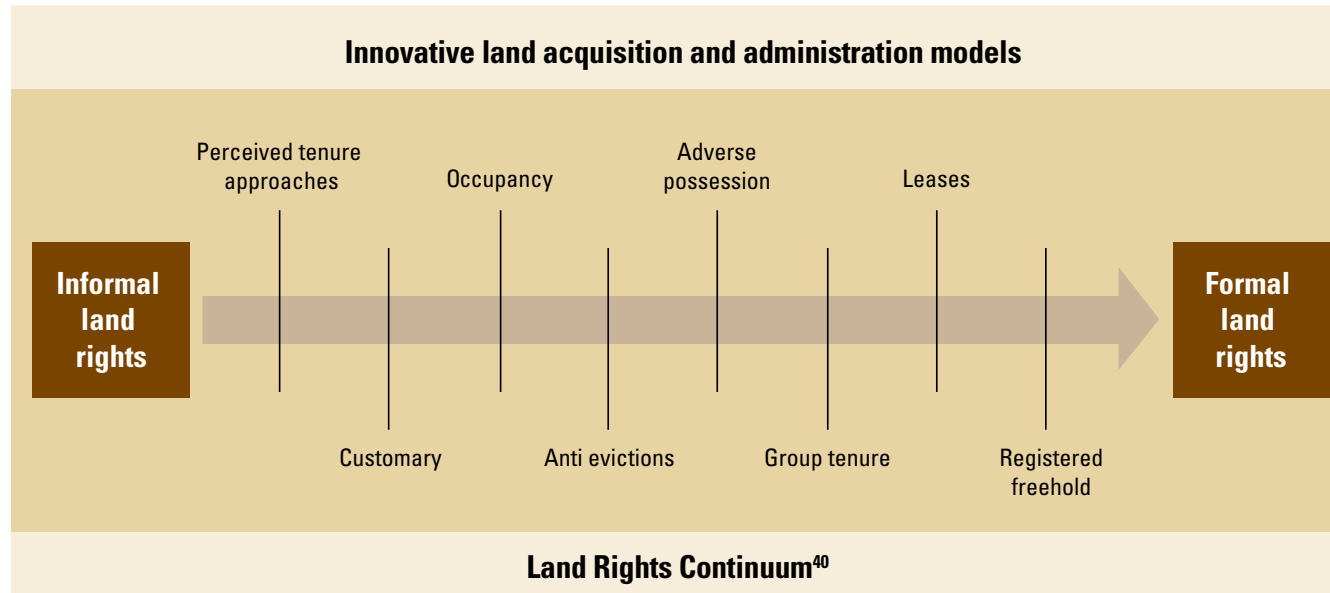 Innovative land acquisition and administration models
Perceived tenure
approaches
Occupancy
Adverse
possession
Leases
Informal
land
rights
Formal
land
rights
Customary
Anti evictions
Group tenure
Registered
freehold
Land Rights Continuum⁴⁰